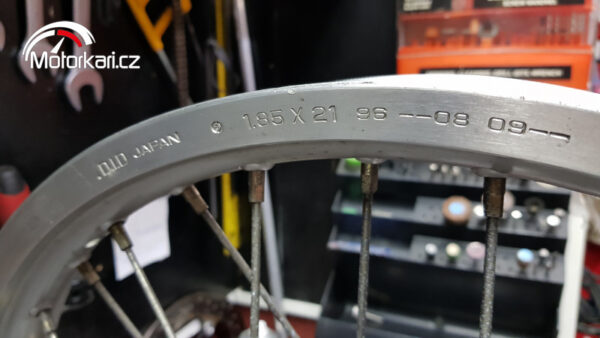 Motorkari.cz
D.I.D JAPAN 1.85 X 21 96 --08 09--